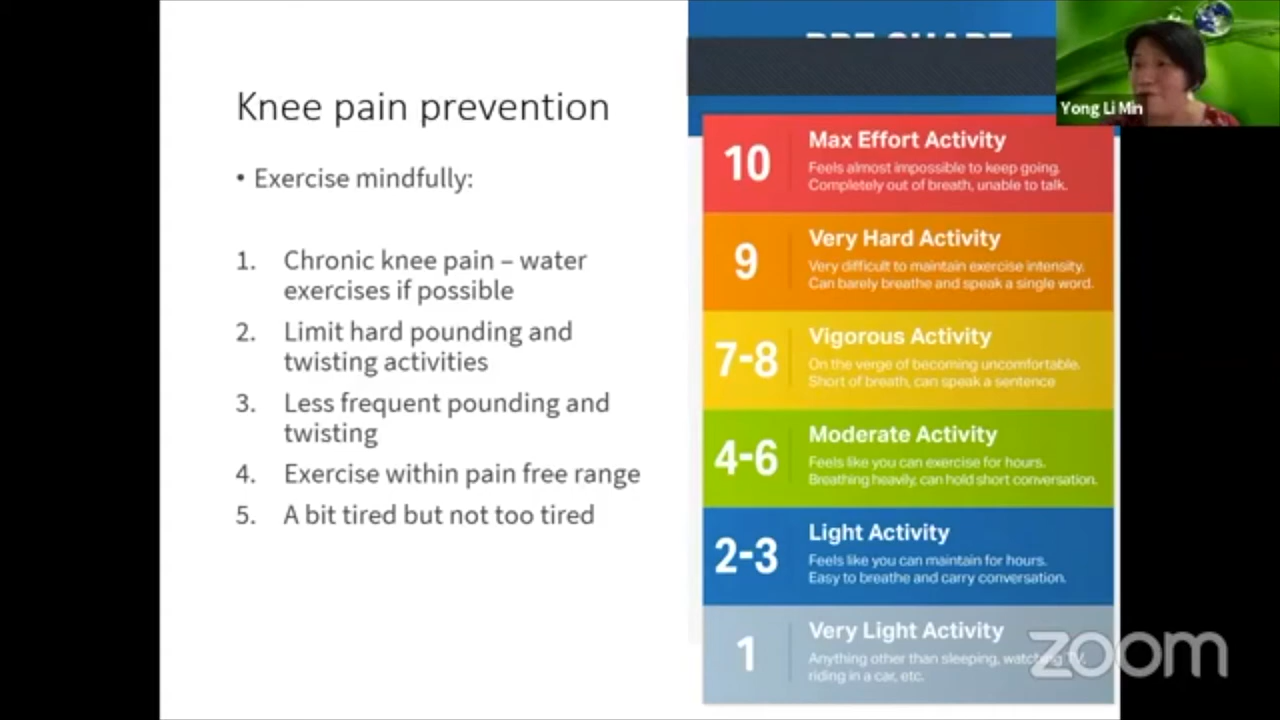 Knee pain prevention
• Exercise mindfully:
1. Chronic knee pain – water
exercises if possible
2. Limit hard pounding and
twisting activities
3. Less frequent pounding and
twisting
4. Exercise within pain free range
5. A bit tired but not too tired
10
Max Effort Activity
Feels almost impossible to keep going.
Completely out of breath, unable to talk.
9
Very Hard Activity
Very difficult to maintain exercise intensity.
Can barely breathe and speak a single word.
7-8
Vigorous Activity
On the verge of becoming uncomfortable.
Short of breath, can speak a sentence
4-6
Moderate Activity
Feels like you can exercise for hours.
Breathing heavily, can hold short conversation.
2-3
Light Activity
Feels like you can maintain for hours.
Easy to breathe and carry conversation.
1
Very Light Activity
Anything other than sleeping, watching TV,
riding in a car, etc.
Yong Li Min
zoom